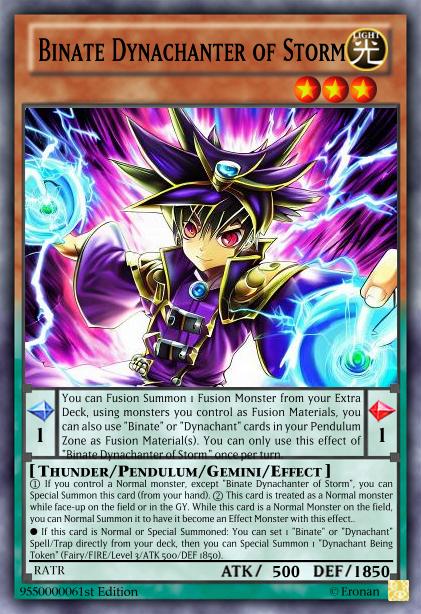 BINATE DYNACHANTER OF STORM
LIGHT
光
You can Fusion Summon 1 Fusion Monster from your Extra
Deck, using monsters you control as Fusion Materials, you
can also use "Binate" or "Dynachant" cards in your Pendulum
Zone as Fusion Material(s). You can only use this effect of
"Binate Dynachanter of Storm" once per turn.
1
1
[ THUNDER/PENDULUM/GEMINI/EFFECT ]
① If you control a Normal monster, except "Binate Dynachanter of Storm", you can
Special Summon this card (from your hand). ② This card is treated as a Normal monster
while face-up on the field or in the GY. While this card is a Normal Monster on the field,
you can Normal Summon it to have it become an Effect Monster with this effect..
● If this card is Normal or Special Summoned: You can set 1 "Binate" or "Dynachant"
Spell/Trap directly from your deck, then you can Special Summon 1 "Dynachant Being
Token" (Fairy/FIRE/Level 3/ATK 500/DEF 1850).
RATR
ATK/ 500 DEF/1850
9550000061st Edition
© Eronan